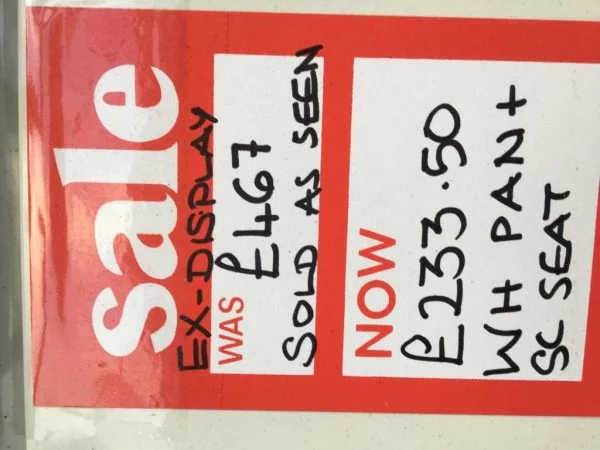 sale
EX-DISPLAY
WAS £467
SOLD AS SEEN
NOW
£233.50
WH PAN+
SC SEAT